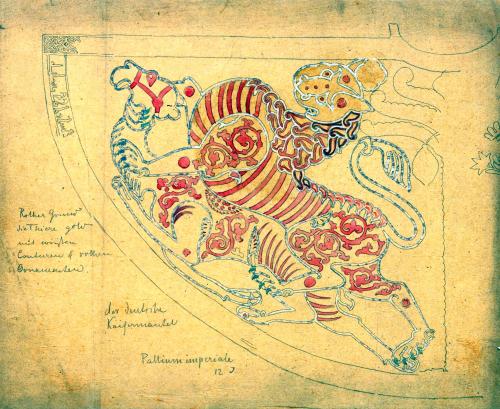 Rother Grund
die Thiere gold
mit weißen
Conturen & rothen
Ornamenten
der deutsche
Kaisermantel
Pallium imperiale
12 J